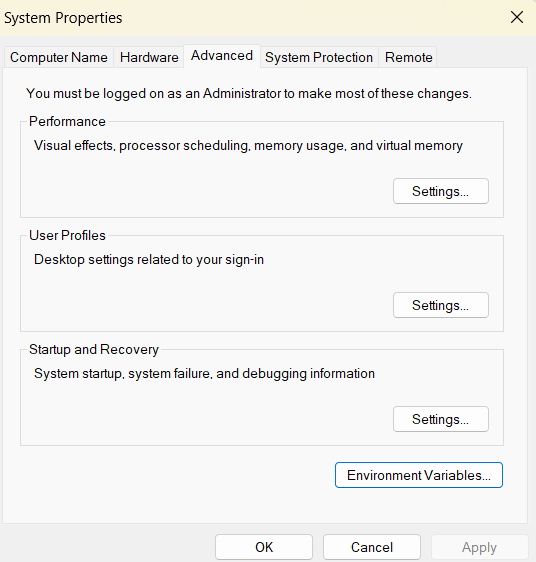 System Properties
Computer Name Hardware Advanced System Protection Remote
You must be logged on as an Administrator to make most of these changes.
Performance
Visual effects, processor scheduling, memory usage, and virtual memory
Settings...
User Profiles
Desktop settings related to your sign-in
Settings...
Startup and Recovery
System startup, system failure, and debugging information
Settings...
Environment Variables...
OK Cancel Apply